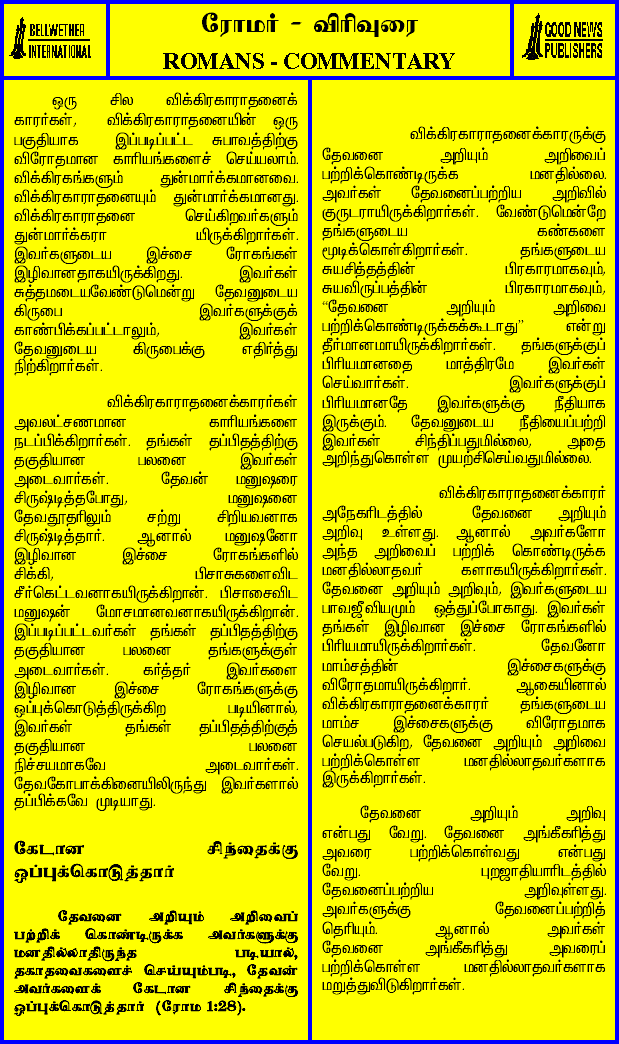 BELLWETHER
INTERNATIONAL
ரோமர் - விரிவுரை
ROMANS - COMMENTARY
GOOD NEWS
PUBLISHERS
ஒரு சில விக்கிரகாராதனைக்
காரர்கள், விக்கிரகாராதனையின் ஒரு
பகுதியாக இப்படிப்பட்ட சுபாவத்திற்கு
விரோதமான காரியங்களைச் செய்யலாம்.
விக்கிரகங்களும் துன்மார்க்கமானவை.
விக்கிரகாராதனையும் துன்மார்க்கமானது.
விக்கிரகாராதனை செய்கிறவர்களும்
துன்மார்க்கரா யிருக்கிறார்கள்.
இவர்களுடைய இச்சை ரோகங்கள்
இழிவானதாகயிருக்கிறது. இவர்கள்
சுத்தமடையவேண்டுமென்று தேவனுடைய
கிருபை இவர்களுக்குக்
காண்பிக்கப்பட்டாலும், இவர்கள்
தேவனுடைய கிருபைக்கு எதிர்த்து
நிற்கிறார்கள்.
விக்கிரகாராதனைக்காரர்கள்
அவலட்சணமான காரியங்களை
நடப்பிக்கிறார்கள். தங்கள் தப்பிதத்திற்கு
தகுதியான பலனை இவர்கள்
அடைவார்கள். தேவன் மனுஷரை
சிருஷ்டித்தபோது, மனுஷனை
தேவதூதரிலும் சற்று சிறியவனாக
சிருஷ்டித்தார். ஆனால் மனுஷனோ
இழிவான இச்சை ரோகங்களில்
சிக்கி, பிசாசுகளைவிட
சீர்கெட்டவனாகயிருக்கிறான். பிசாசைவிட
மனுஷன் மோசமானவனாகயிருக்கிறான்.
இப்படிப்பட்டவர்கள் தங்கள் தப்பிதத்திற்கு
தகுதியான பலனை தங்களுக்குள்
அடைவார்கள். கர்த்தர் இவர்களை
இழிவான இச்சை ரோகங்களுக்கு
ஒப்புக்கொடுத்திருக்கிற படியினால்,
இவர்கள் தங்கள் தப்பிதத்திற்குத்
தகுதியான பலனை
நிச்சயமாகவே அடைவார்கள்.
தேவகோபாக்கினையிலிருந்து இவர்களால்
தப்பிக்கவே முடியாது.
கேடான சிந்தைக்கு
ஒப்புக்கொடுத்தார்
தேவனை அறியும் அறிவைப்
பற்றிக் கொண்டிருக்க அவர்களுக்கு
மனதில்லாதிருந்த படியால்,
தகாதவைகளைச் செய்யும்படி, தேவன்
அவர்களைக் கேடான சிந்தைக்கு
ஒப்புக்கொடுத்தார் (ரோம 1:28).
விக்கிரகாராதனைக்காரருக்கு
தேவனை அறியும் அறிவைப்
பற்றிக்கொண்டிருக்க மனதில்லை.
அவர்கள் தேவனைப்பற்றிய அறிவில்
குருடராயிருக்கிறார்கள். வேண்டுமென்றே
தங்களுடைய கண்களை
மூடிக்கொள்கிறார்கள். தங்களுடைய
சுயசித்தத்தின் பிரகாரமாகவும்,
சுயவிருப்பத்தின் பிரகாரமாகவும்,
“தேவனை அறியும் அறிவை
பற்றிக்கொண்டிருக்கக்கூடாது” என்று
தீர்மானமாயிருக்கிறார்கள். தங்களுக்குப்
பிரியமானதை மாத்திரமே இவர்கள்
செய்வார்கள். இவர்களுக்குப்
பிரியமானதே இவர்களுக்கு நீதியாக
இருக்கும். தேவனுடைய நீதியைப்பற்றி
இவர்கள் சிந்திப்பதுமில்லை, அதை
அறிந்துகொள்ள முயற்சிசெய்வதுமில்லை.
விக்கிரகாராதனைக்காரர்
அநேகரிடத்தில் தேவனை அறியும்
அறிவு உள்ளது. ஆனால் அவர்களோ
அந்த அறிவைப் பற்றிக் கொண்டிருக்க
மனதில்லாதவர் களாகயிருக்கிறார்கள்.
தேவனை அறியும் அறிவும், இவர்களுடைய
பாவஜீவியமும் ஒத்துப்போகாது. இவர்கள்
தங்கள் இழிவான இச்சை ரோகங்களில்
பிரியமாயிருக்கிறார்கள். தேவனோ
மாம்சத்தின் இச்சைகளுக்கு
விரோதமாயிருக்கிறார். ஆகையினால்
விக்கிரகாராதனைக்காரர் தங்களுடைய
மாம்ச இச்சைகளுக்கு விரோதமாக
செயல்படுகிற, தேவனை அறியும் அறிவை
பற்றிக்கொள்ள மனதில்லாதவர்களாக
இருக்கிறார்கள்.
தேவனை அறியும் அறிவு
என்பது வேறு. தேவனை அங்கீகரித்து
அவரை பற்றிக்கொள்வது என்பது
வேறு. புறஜாதியாரிடத்தில்
தேவனைப்பற்றிய அறிவுள்ளது.
அவர்களுக்கு தேவனைப்பற்றித்
தெரியும். ஆனால் அவர்கள்
தேவனை அங்கீகரித்து அவரைப்
பற்றிக்கொள்ள மனதில்லாதவர்களாக
மறுத்துவிடுகிறார்கள்.